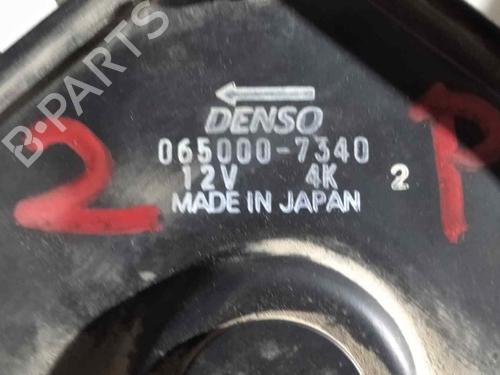 B-PARTS
DENSO
065000-7340
12V 4K 2
MADE IN JAPAN
2 P